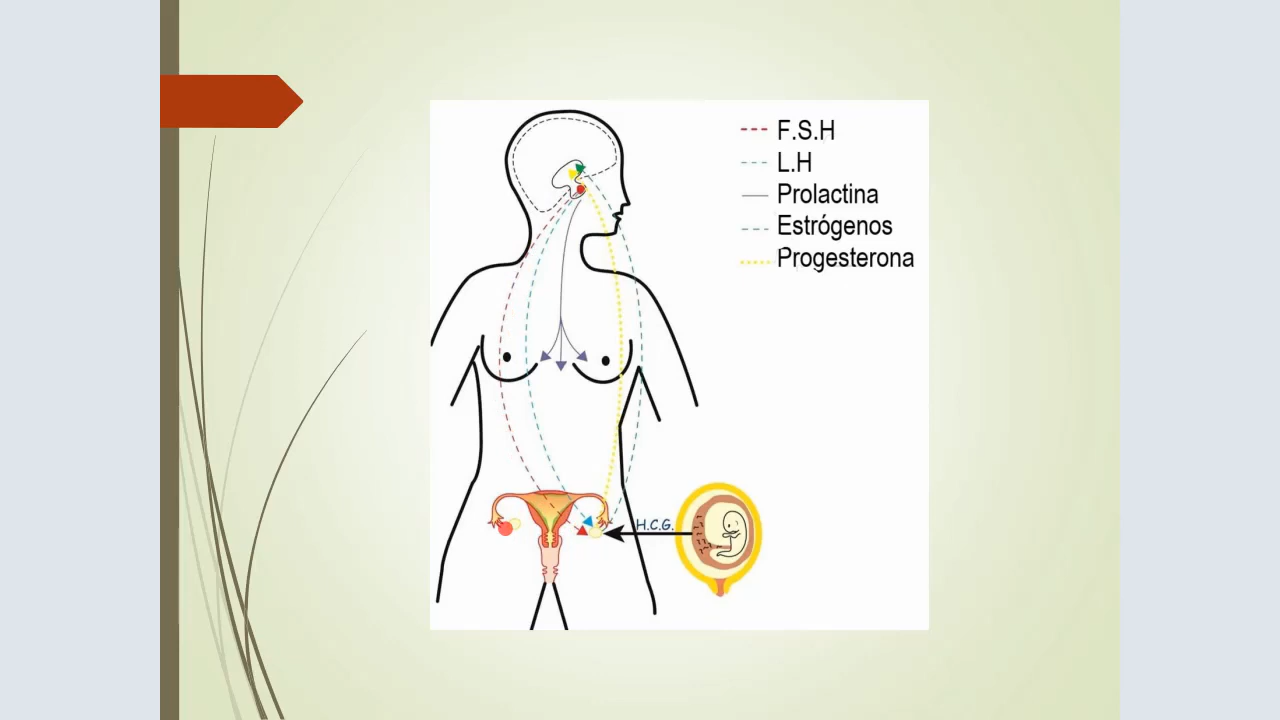 F.S.H
L.H
Prolactina
Estrógenos
Progesterona
H.C.G.